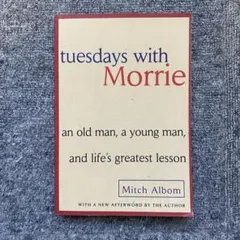 tuesdays with
Morrie
an old man, a young man,
and life's greatest lesson
Mitch Albom
WITH A NEW AFTERWORD BY THE AUTHOR